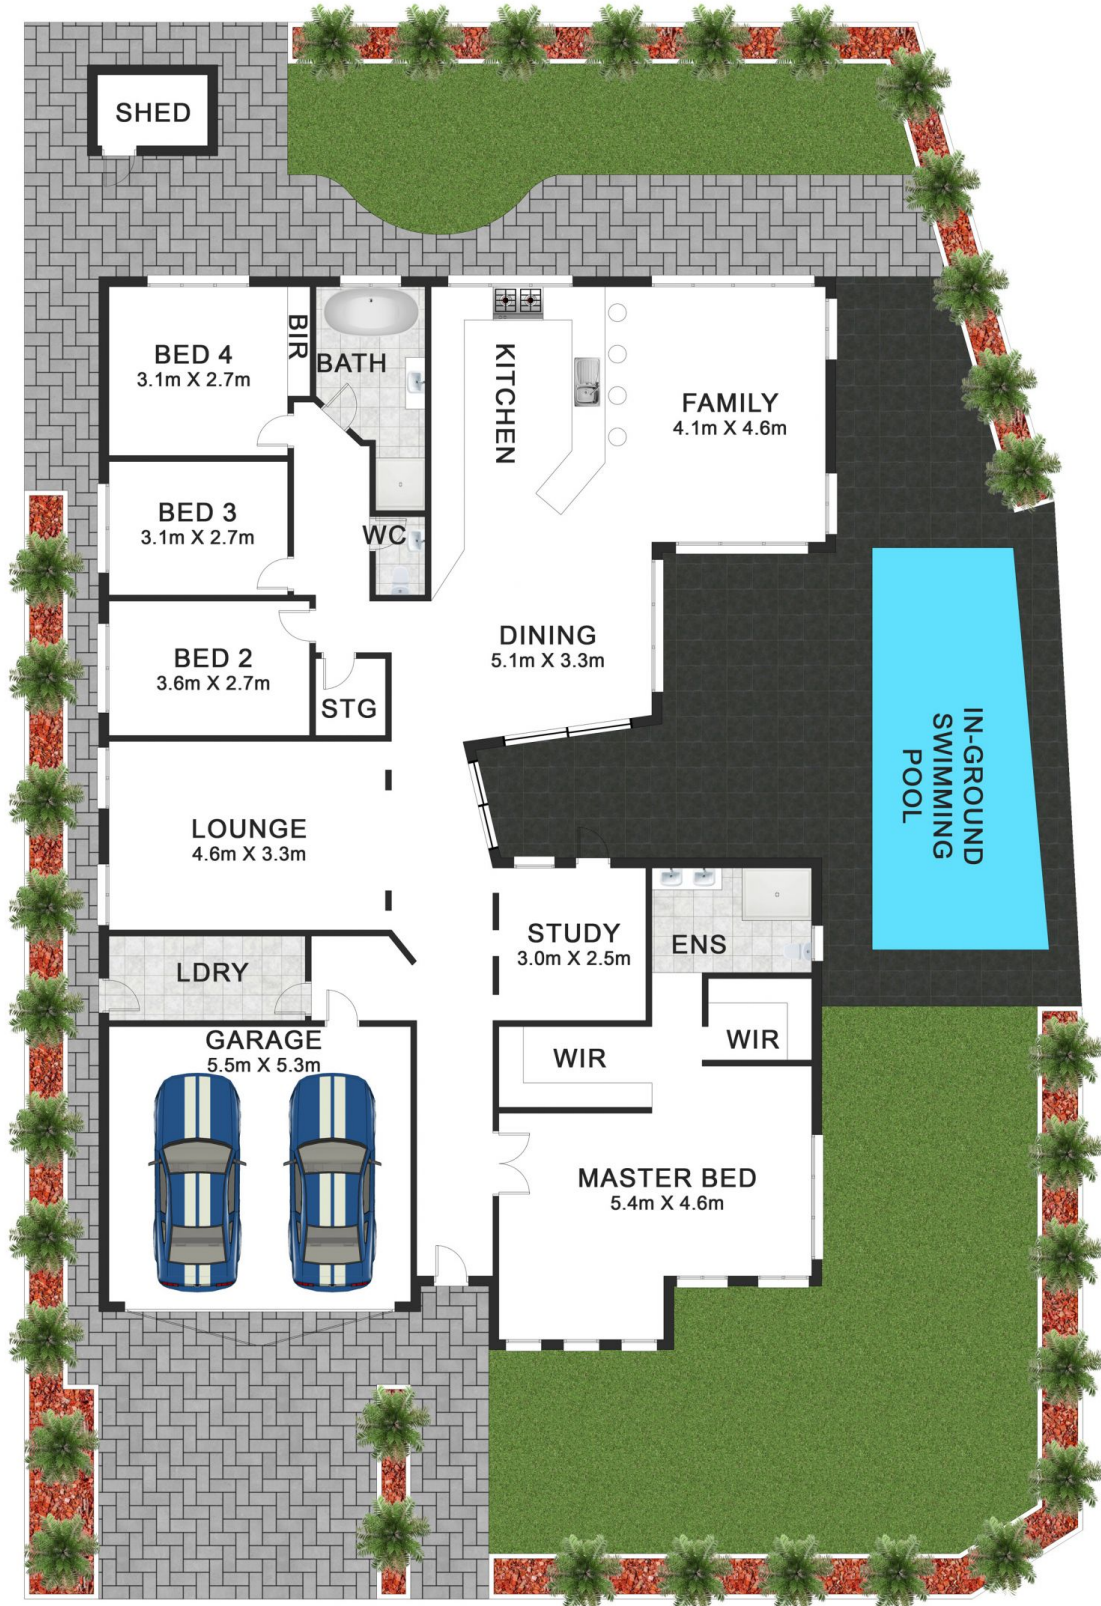 SHED
BED 4
3.1m X 2.7m
BIR
BATH
KITCHEN
FAMILY
4.1m X 4.6m
BED 3
3.1m X 2.7m
WC
BED 2
3.6m X 2.7m
STG
DINING
5.1m X 3.3m
IN-GROUND
SWIMMING
POOL
LOUNGE
4.6m X 3.3m
STUDY
3.0m X 2.5m
ENS
LDRY
WIR
WIR
GARAGE
5.5m X 5.3m
MASTER BED
5.4m X 4.6m